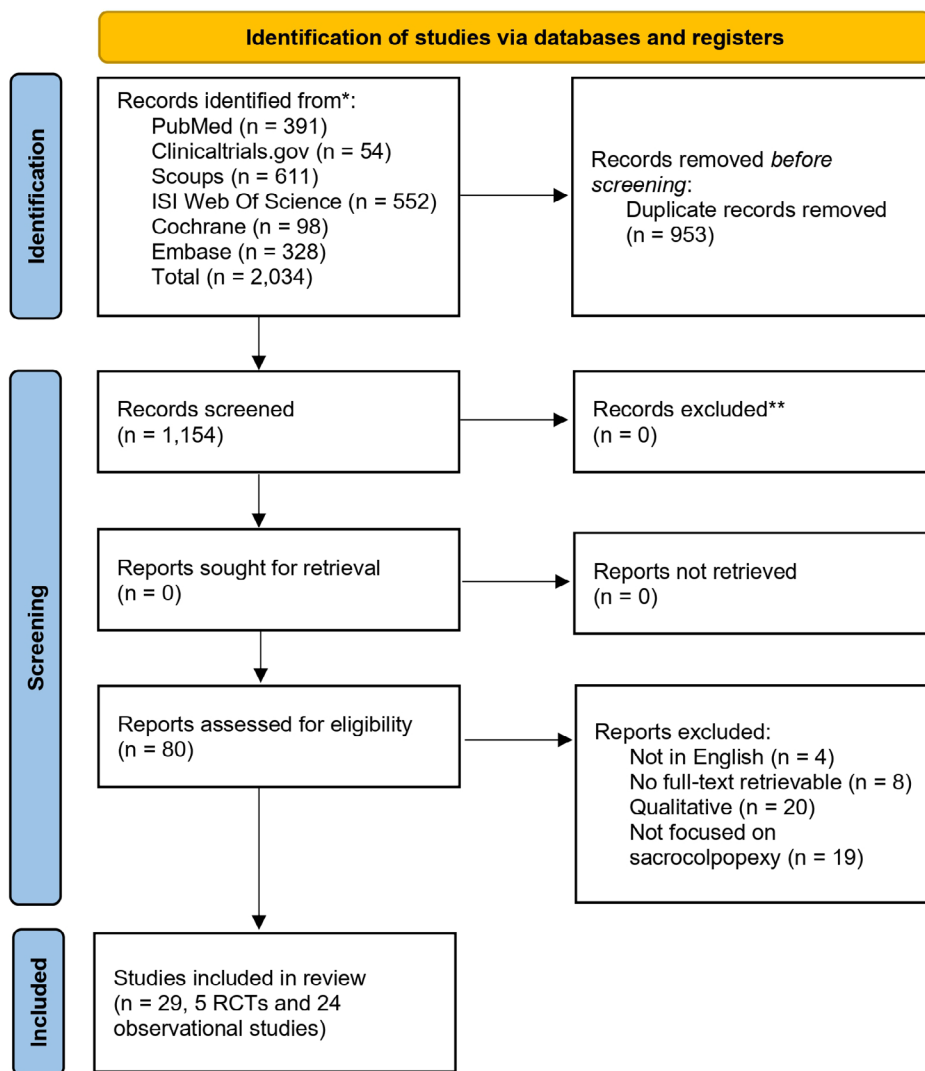 Identification of studies via databases and registers
Identification
Records identified from*:
PubMed (n = 391)
Clinicaltrials.gov (n = 54)
Scoups (n = 611)
ISI Web Of Science (n = 552)
Cochrane (n = 98)
Embase (n = 328)
Total (n = 2,034)
Records removed before
screening:
Duplicate records removed
(n = 953)
Screening
Records screened
(n = 1,154)
Records excluded**
(n = 0)
Reports sought for retrieval
(n = 0)
Reports not retrieved
(n = 0)
Reports assessed for eligibility
(n = 80)
Reports excluded:
Not in English (n = 4)
No full-text retrievable (n = 8)
Qualitative (n = 20)
Not focused on
sacrocolpopexy (n = 19)
Included
Studies included in review
(n = 29, 5 RCTs and 24
observational studies)